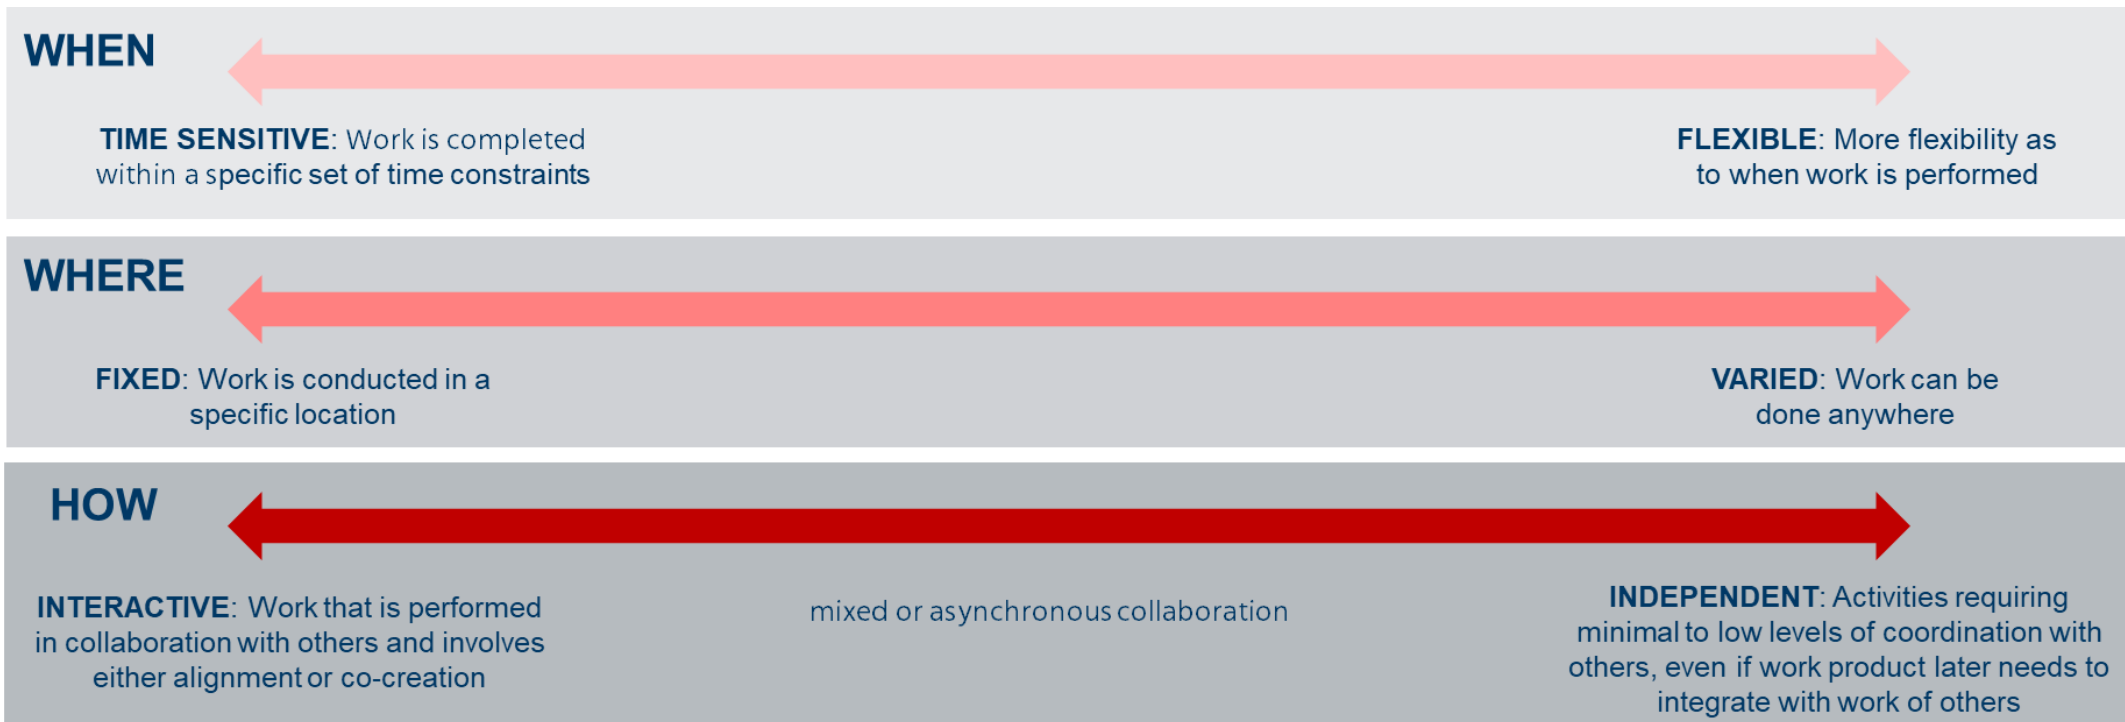 WHEN
TIME SENSITIVE: Work is completed
within a specific set of time constraints
FLEXIBLE: More flexibility as
to when work is performed
WHERE
FIXED: Work is conducted in a
specific location
VARIED: Work can be
done anywhere
HOW
INTERACTIVE: Work that is performed
in collaboration with others and involves
either alignment or co-creation
mixed or asynchronous collaboration
INDEPENDENT: Activities requiring
minimal to low levels of coordination with
others, even if work product later needs to
integrate with work of others